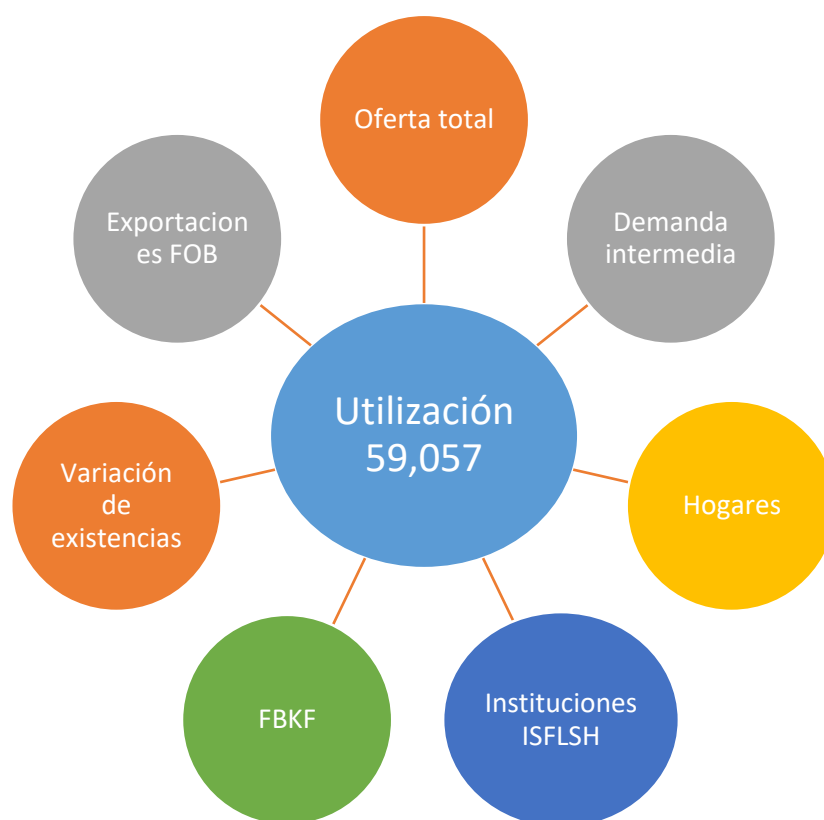 Oferta total
Exportacion
es FOB
Demanda
intermedia
Utilización
59,057
Variación
de
existencias
Hogares
FBKF
Instituciones
ISFLSH